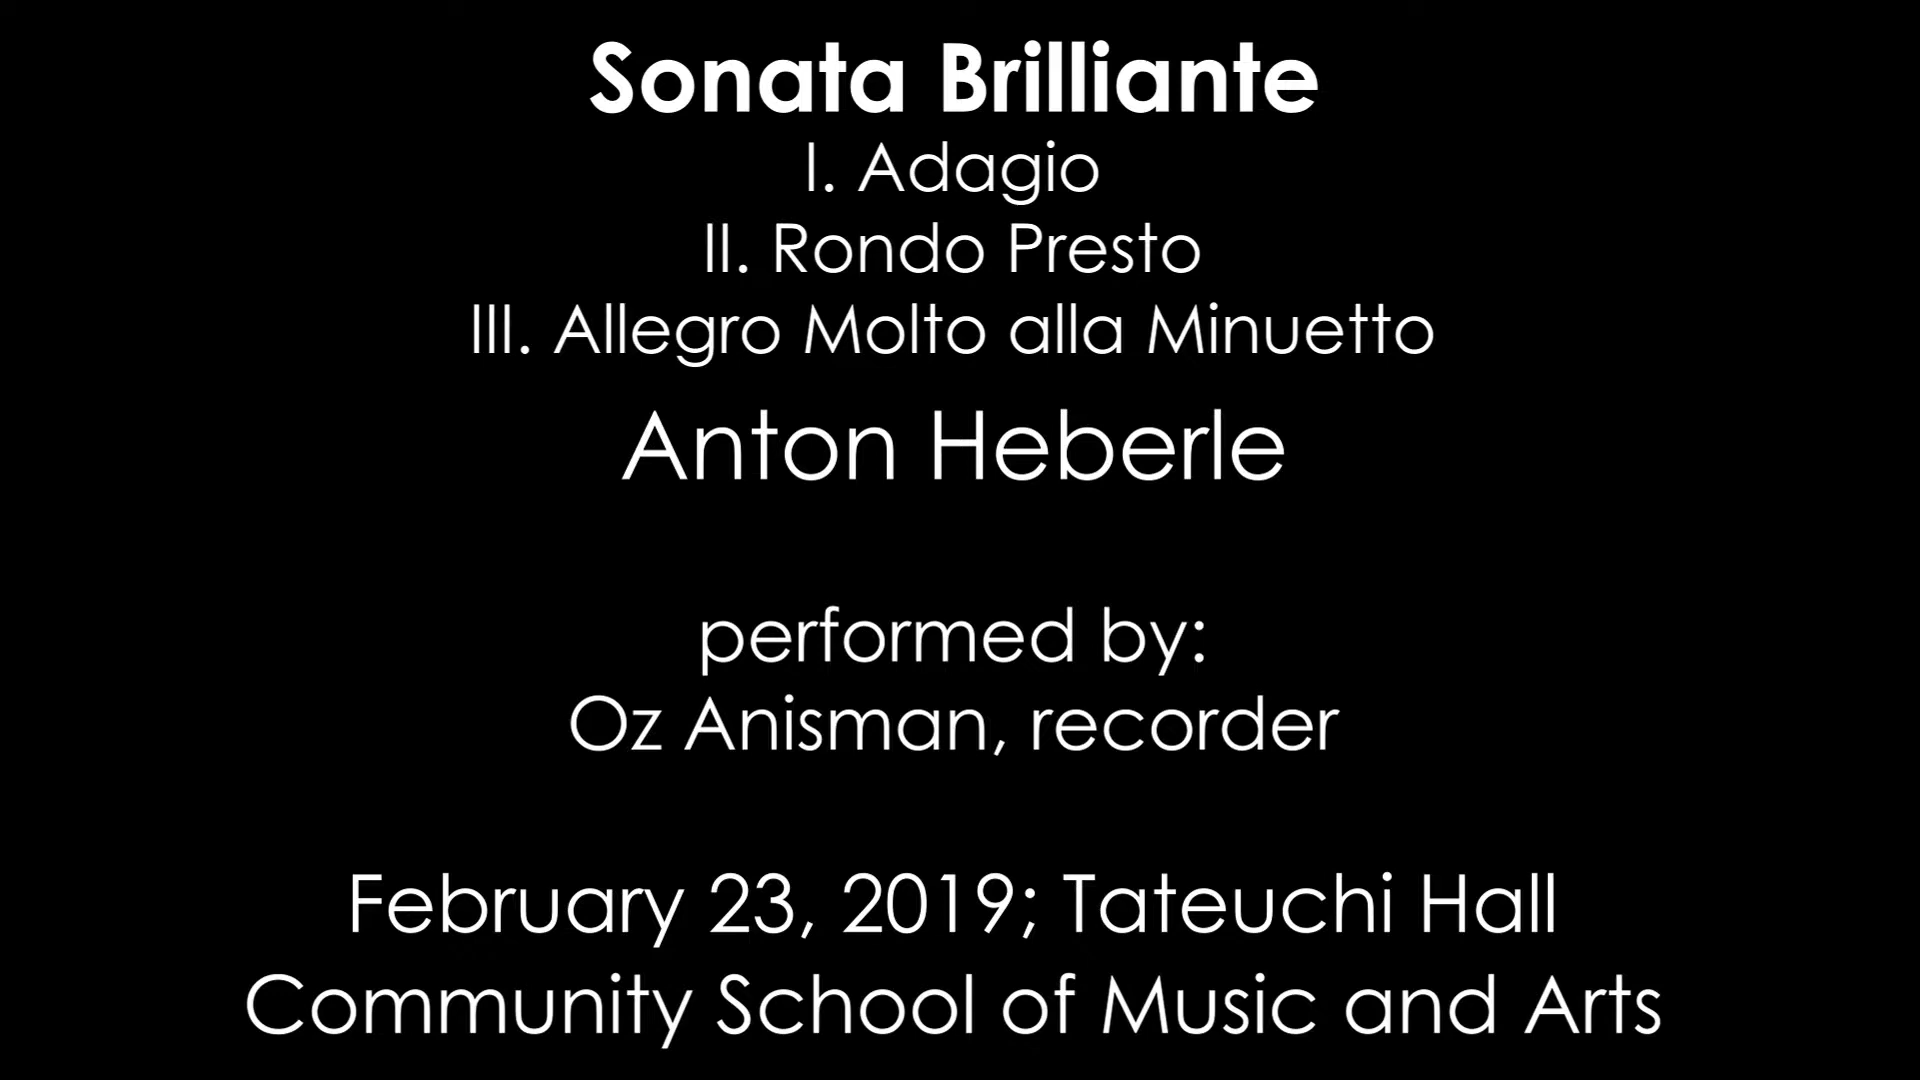 Sonata Brilliante
I. Adagio
II. Rondo Presto
III. Allegro Molto alla Minuetto
Anton Heberle
performed by:
Oz Anisman, recorder
February 23, 2019; Tateuchi Hall
Community School of Music and Arts